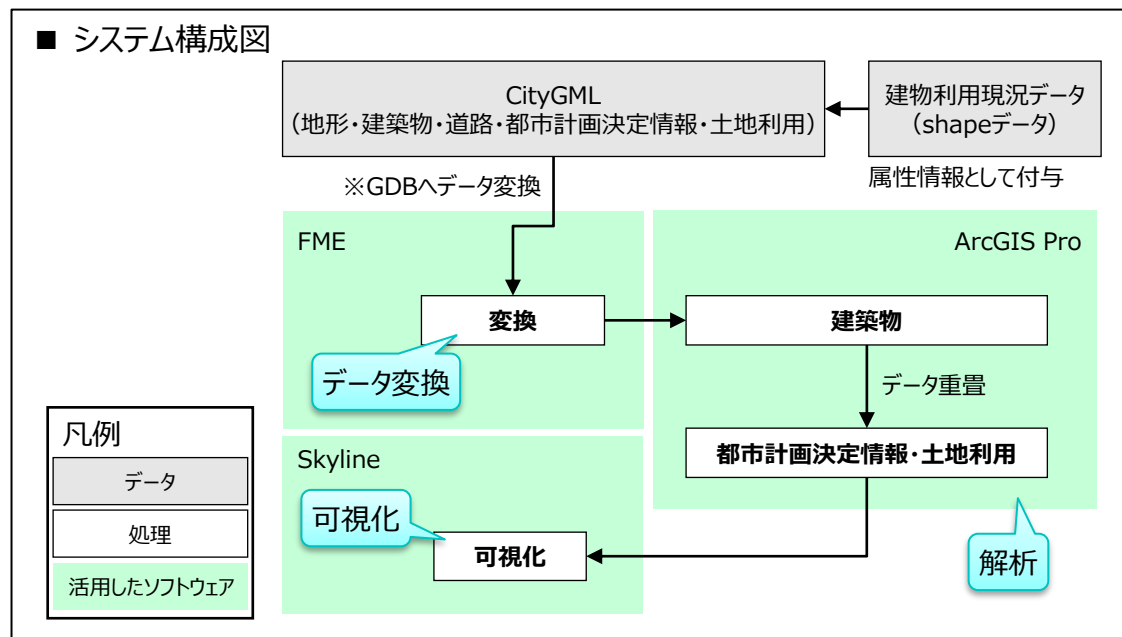 ■ システム構成図
CityGML
（地形・建築物・道路・都市計画決定情報・土地利用）
建物利用現況データ
（shapeデータ）
※GDBへデータ変換
属性情報として付与
FME
ArcGIS Pro
変換
建築物
データ変換
データ重畳
凡例
データ
処理
活用したソフトウェア
Skyline
都市計画決定情報・土地利用
可視化
可視化
解析